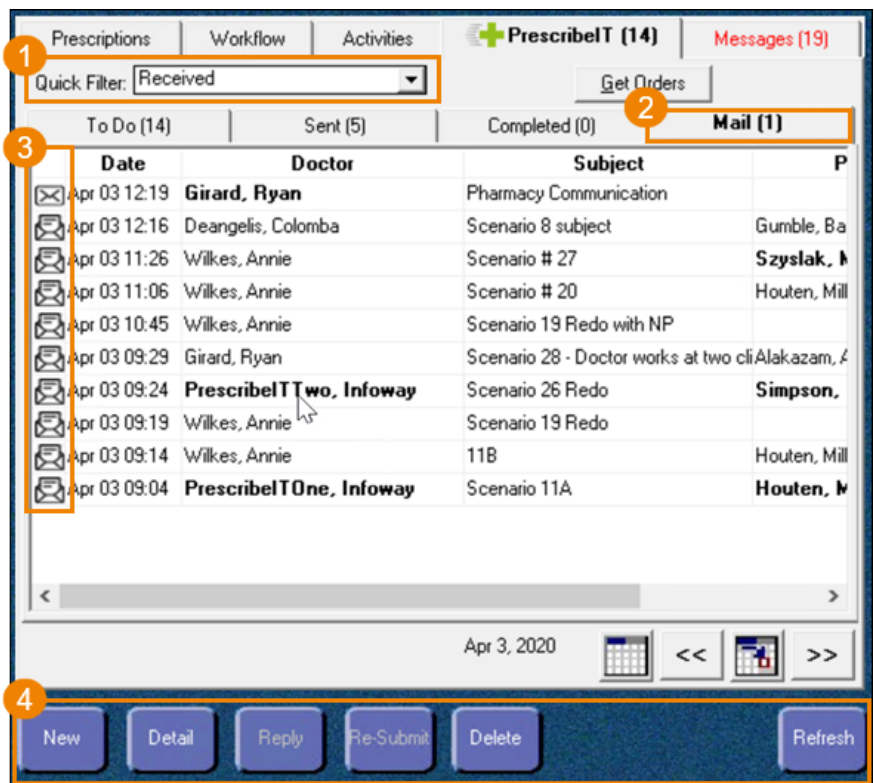 Prescriptions Workflow Activities PrescribeIT (14) Messages (19)
1
Quick Filter: Received Get Orders
2
To Do (14) Sent (5) Completed (0) Mail (1)
3
Date Doctor Subject P
Apr 03 12:19 Girard, Ryan Pharmacy Communication
Apr 03 12:16 Deangelis, Colomba Scenario 8 subject Gumble, Ba
Apr 03 11:26 Wilkes, Annie Scenario # 27 Szyslak, M
Apr 03 11:06 Wilkes, Annie Scenario # 20 Houten, Mill
Apr 03 10:45 Wilkes, Annie Scenario 19 Redo with NP
Apr 03 09:29 Girard, Ryan Scenario 28 - Doctor works at two cli Alakazam, A
Apr 03 09:24 PrescribeITTwo, Infoway Scenario 26 Redo Simpson,
Apr 03 09:19 Wilkes, Annie Scenario 19 Redo
Apr 03 09:14 Wilkes, Annie 11B Houten, Mill
Apr 03 09:04 PrescribeITOne, Infoway Scenario 11A Houten, M
< >
Apr 3, 2020 << >>
4
New Detail Reply Re-Submit Delete Refresh